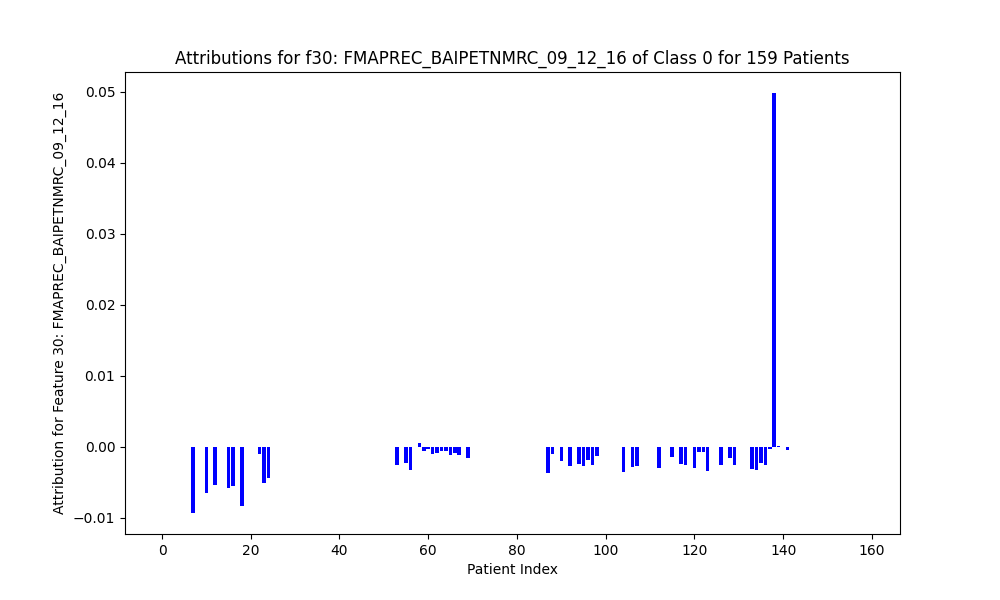 Attributions for f30: FMAPREC_BAIPETNMRC_09_12_16 of Class 0 for 159 Patients
Attribution for Feature 30: FMAPREC_BAIPETNMRC_09_12_16
0.05
0.04
0.03
0.02
0.01
0.00
−0.01
0 20 40 60 80 100 120 140 160
Patient Index